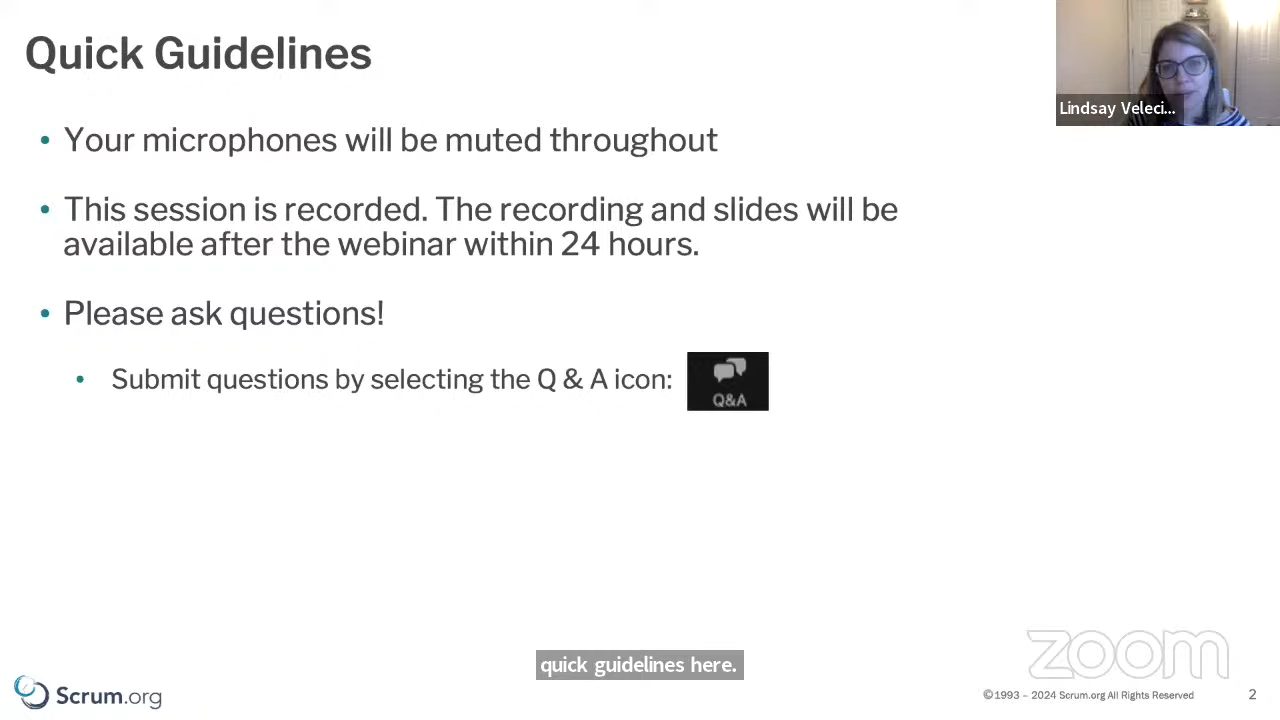 Quick Guidelines
Lindsay Veleci...
• Your microphones will be muted throughout
• This session is recorded. The recording and slides will be
available after the webinar within 24 hours.
• Please ask questions!
• Submit questions by selecting the Q & A icon:
Q&A
quick guidelines here.
zoom
Scrum.org
©1993 – 2024 Scrum.org All Rights Reserved
2